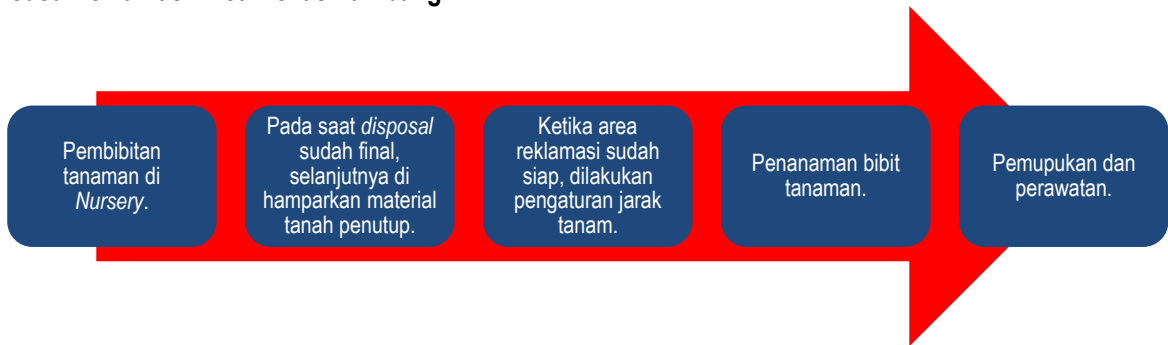 Pembibitan
tanaman di
Nursery.
Pada saat disposal
sudah final,
selanjutnya di
hamparkan material
tanah penutup.
Ketika area
reklamasi sudah
siap, dilakukan
pengaturan jarak
tanam.
Penanaman bibit
tanaman.
Pemupukan dan
perawatan.